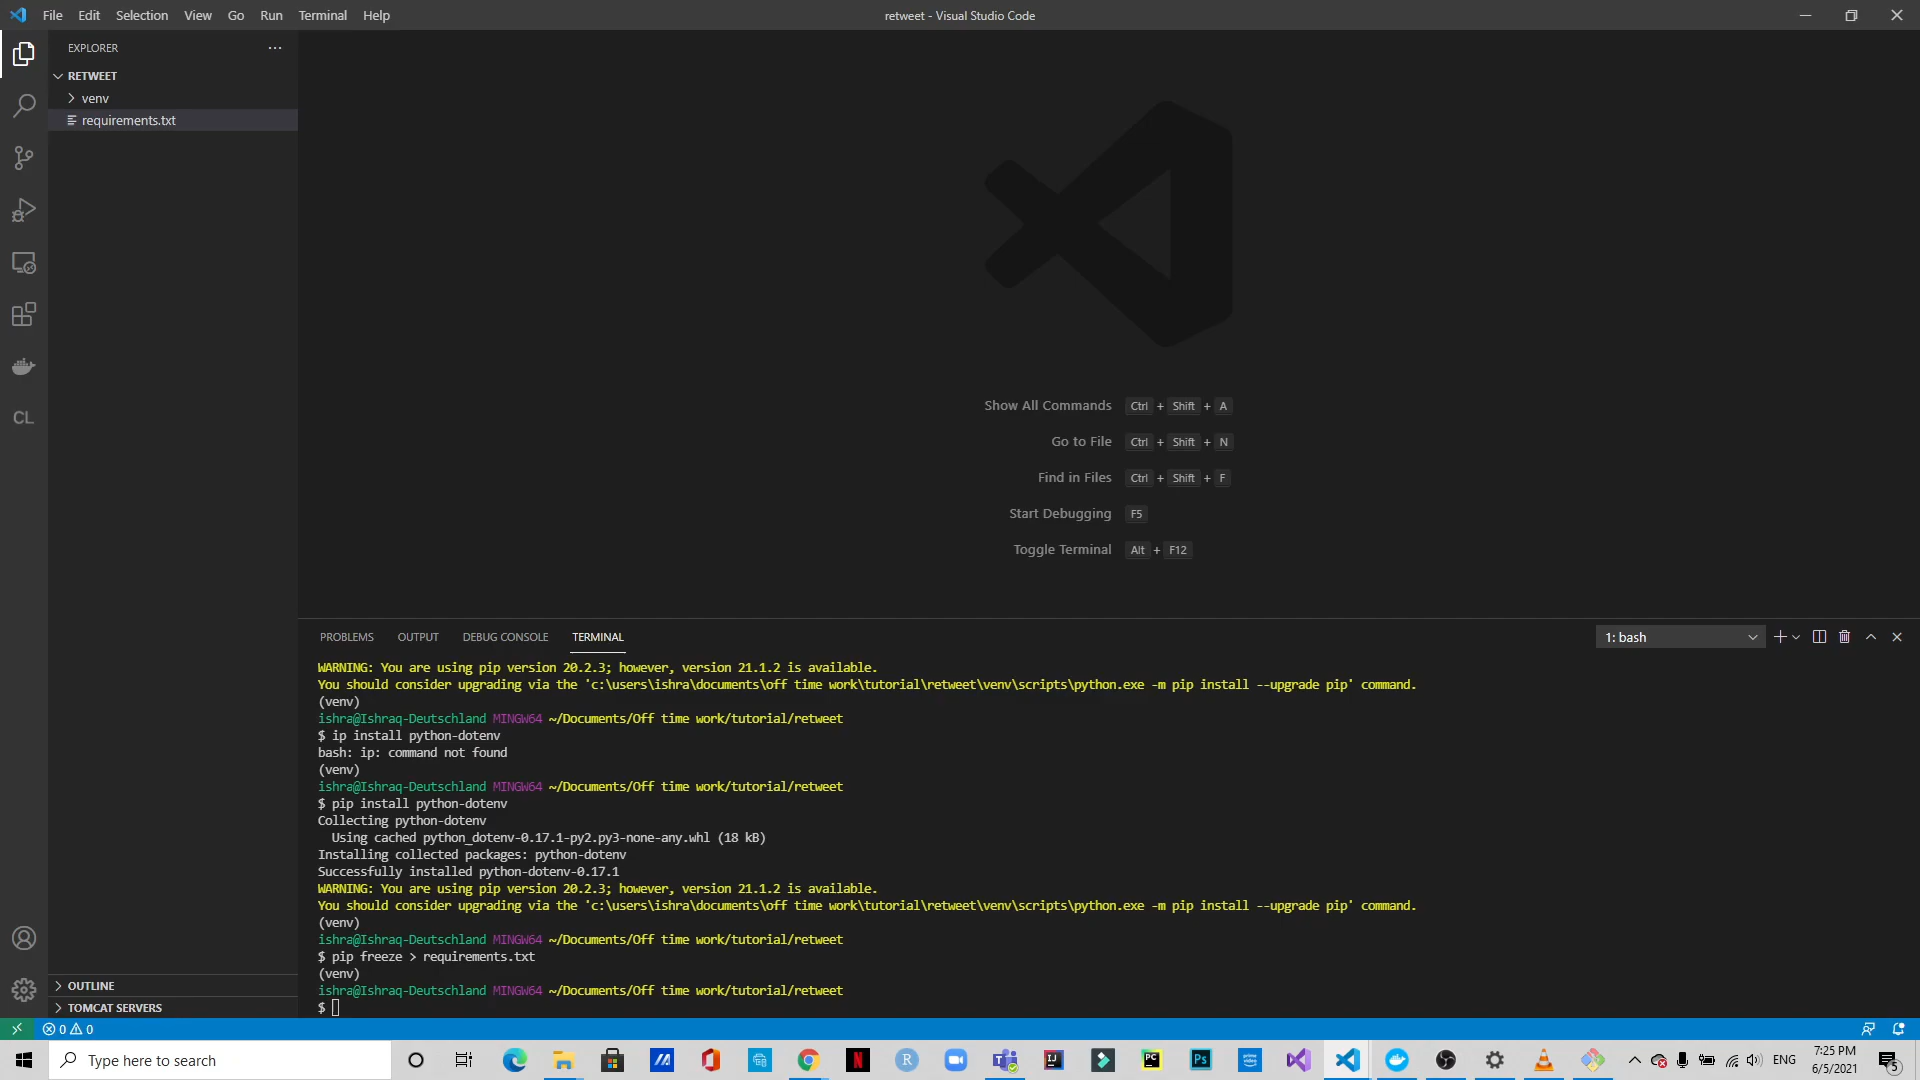 File Edit Selection View Go Run Terminal Help
retweet - Visual Studio Code
EXPLORER
RETWEET
venv
requirements.txt
CL
Show All Commands Ctrl + Shift + A
Go to File Ctrl + Shift + N
Find in Files Ctrl + Shift + F
Start Debugging F5
Toggle Terminal Alt + F12
PROBLEMS OUTPUT DEBUG CONSOLE TERMINAL
1: bash
WARNING: You are using pip version 20.2.3; however, version 21.1.2 is available.
You should consider upgrading via the 'c:\users\ishra\documents\off time work\tutorial\retweet\venv\scripts\python.exe -m pip install --upgrade pip' command.
(venv)
ishra@Ishraq-Deutschland MINGW64 ~/Documents/Off time work/tutorial/retweet
$ ip install python-dotenv
bash: ip: command not found
(venv)
ishra@Ishraq-Deutschland MINGW64 ~/Documents/Off time work/tutorial/retweet
$ pip install python-dotenv
Collecting python-dotenv
Using cached python_dotenv-0.17.1-py2.py3-none-any.whl (18 kB)
Installing collected packages: python-dotenv
Successfully installed python-dotenv-0.17.1
WARNING: You are using pip version 20.2.3; however, version 21.1.2 is available.
You should consider upgrading via the 'c:\users\ishra\documents\off time work\tutorial\retweet\venv\scripts\python.exe -m pip install --upgrade pip' command.
(venv)
ishra@Ishraq-Deutschland MINGW64 ~/Documents/Off time work/tutorial/retweet
$ pip freeze > requirements.txt
(venv)
ishra@Ishraq-Deutschland MINGW64 ~/Documents/Off time work/tutorial/retweet
$
OUTLINE
TOMCAT SERVERS
0 0
Type here to search
N
R
IJ
PC
Ps
prime video
ENG
7:25 PM
6/5/2021
5